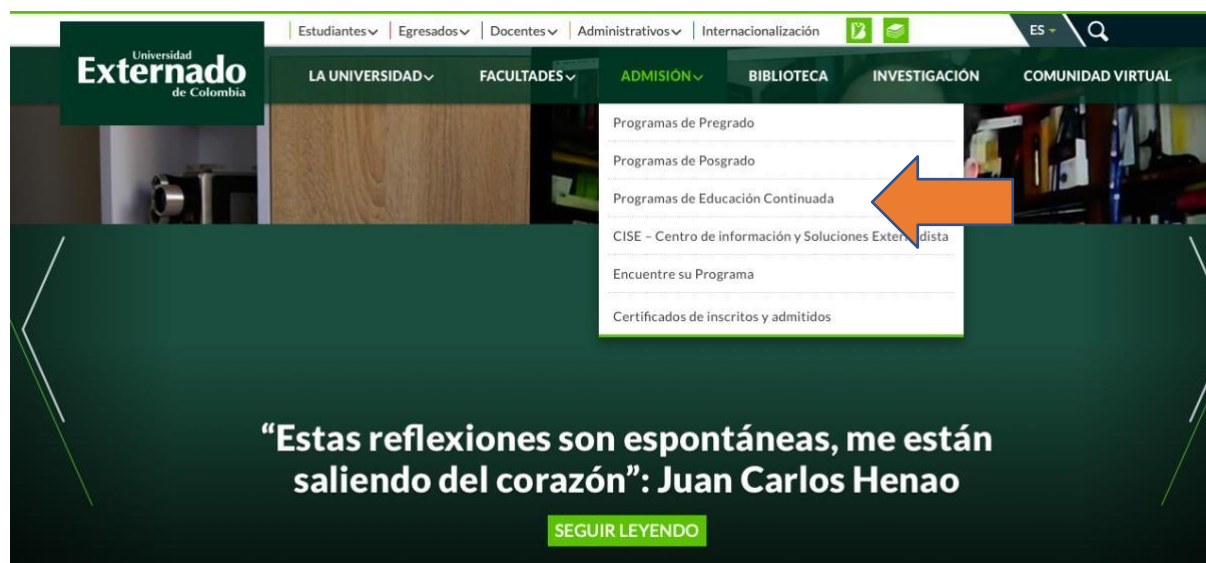 Estudiantes Egresados Docentes Administrativos Internacionalización
ES
Universidad
Externado
de Colombia
LA UNIVERSIDAD FACULTADES ADMISIÓN BIBLIOTECA INVESTIGACIÓN COMUNIDAD VIRTUAL
Programas de Pregrado
Programas de Posgrado
Programas de Educación Continuada
CISE – Centro de información y Soluciones Externadista
Encuentre su Programa
Certificados de inscritos y admitidos
“Estas reflexiones son espontáneas, me están
saliendo del corazón”: Juan Carlos Henao
SEGUIR LEYENDO